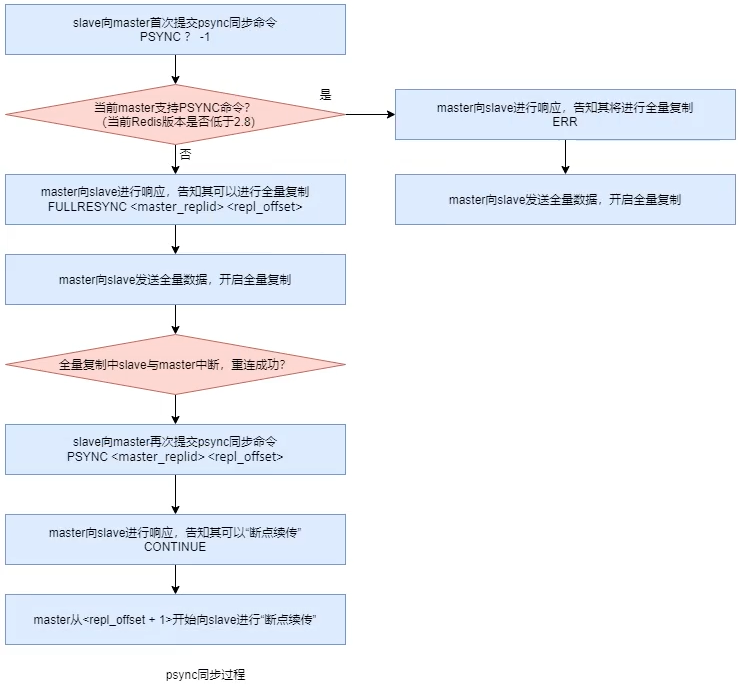 slave向master首次提交psync同步命令
PSYNC ? -1
当前master支持PSYNC命令?
(当前Redis版本是否低于2.8)
是
master向slave进行响应，告知其将进行全量复制
ERR
否
master向slave进行响应，告知其可以进行全量复制
FULLRESYNC <master_replid> <repl_offset>
master向slave发送全量数据，开启全量复制
master向slave发送全量数据，开启全量复制
全量复制中slave与master中断，重连成功?
slave向master再次提交psync同步命令
PSYNC <master_replid> <repl_offset>
master向slave进行响应，告知其可以“断点续传”
CONTINUE
master从<repl_offset + 1>开始向slave进行“断点续传”
psync同步过程